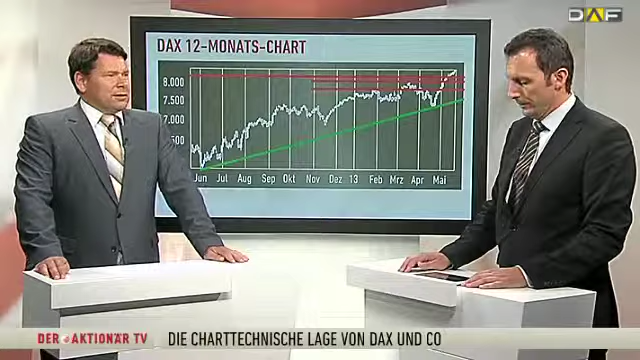 DAF
DAX 12-MONATS-CHART
8.000
7.500
7.000
500
Jun Jul Aug Sep Okt Nov Dez 13 Feb Mrz Apr Mai
DER AKTIONÄR TV
DIE CHARTTECHNISCHE LAGE VON DAX UND CO